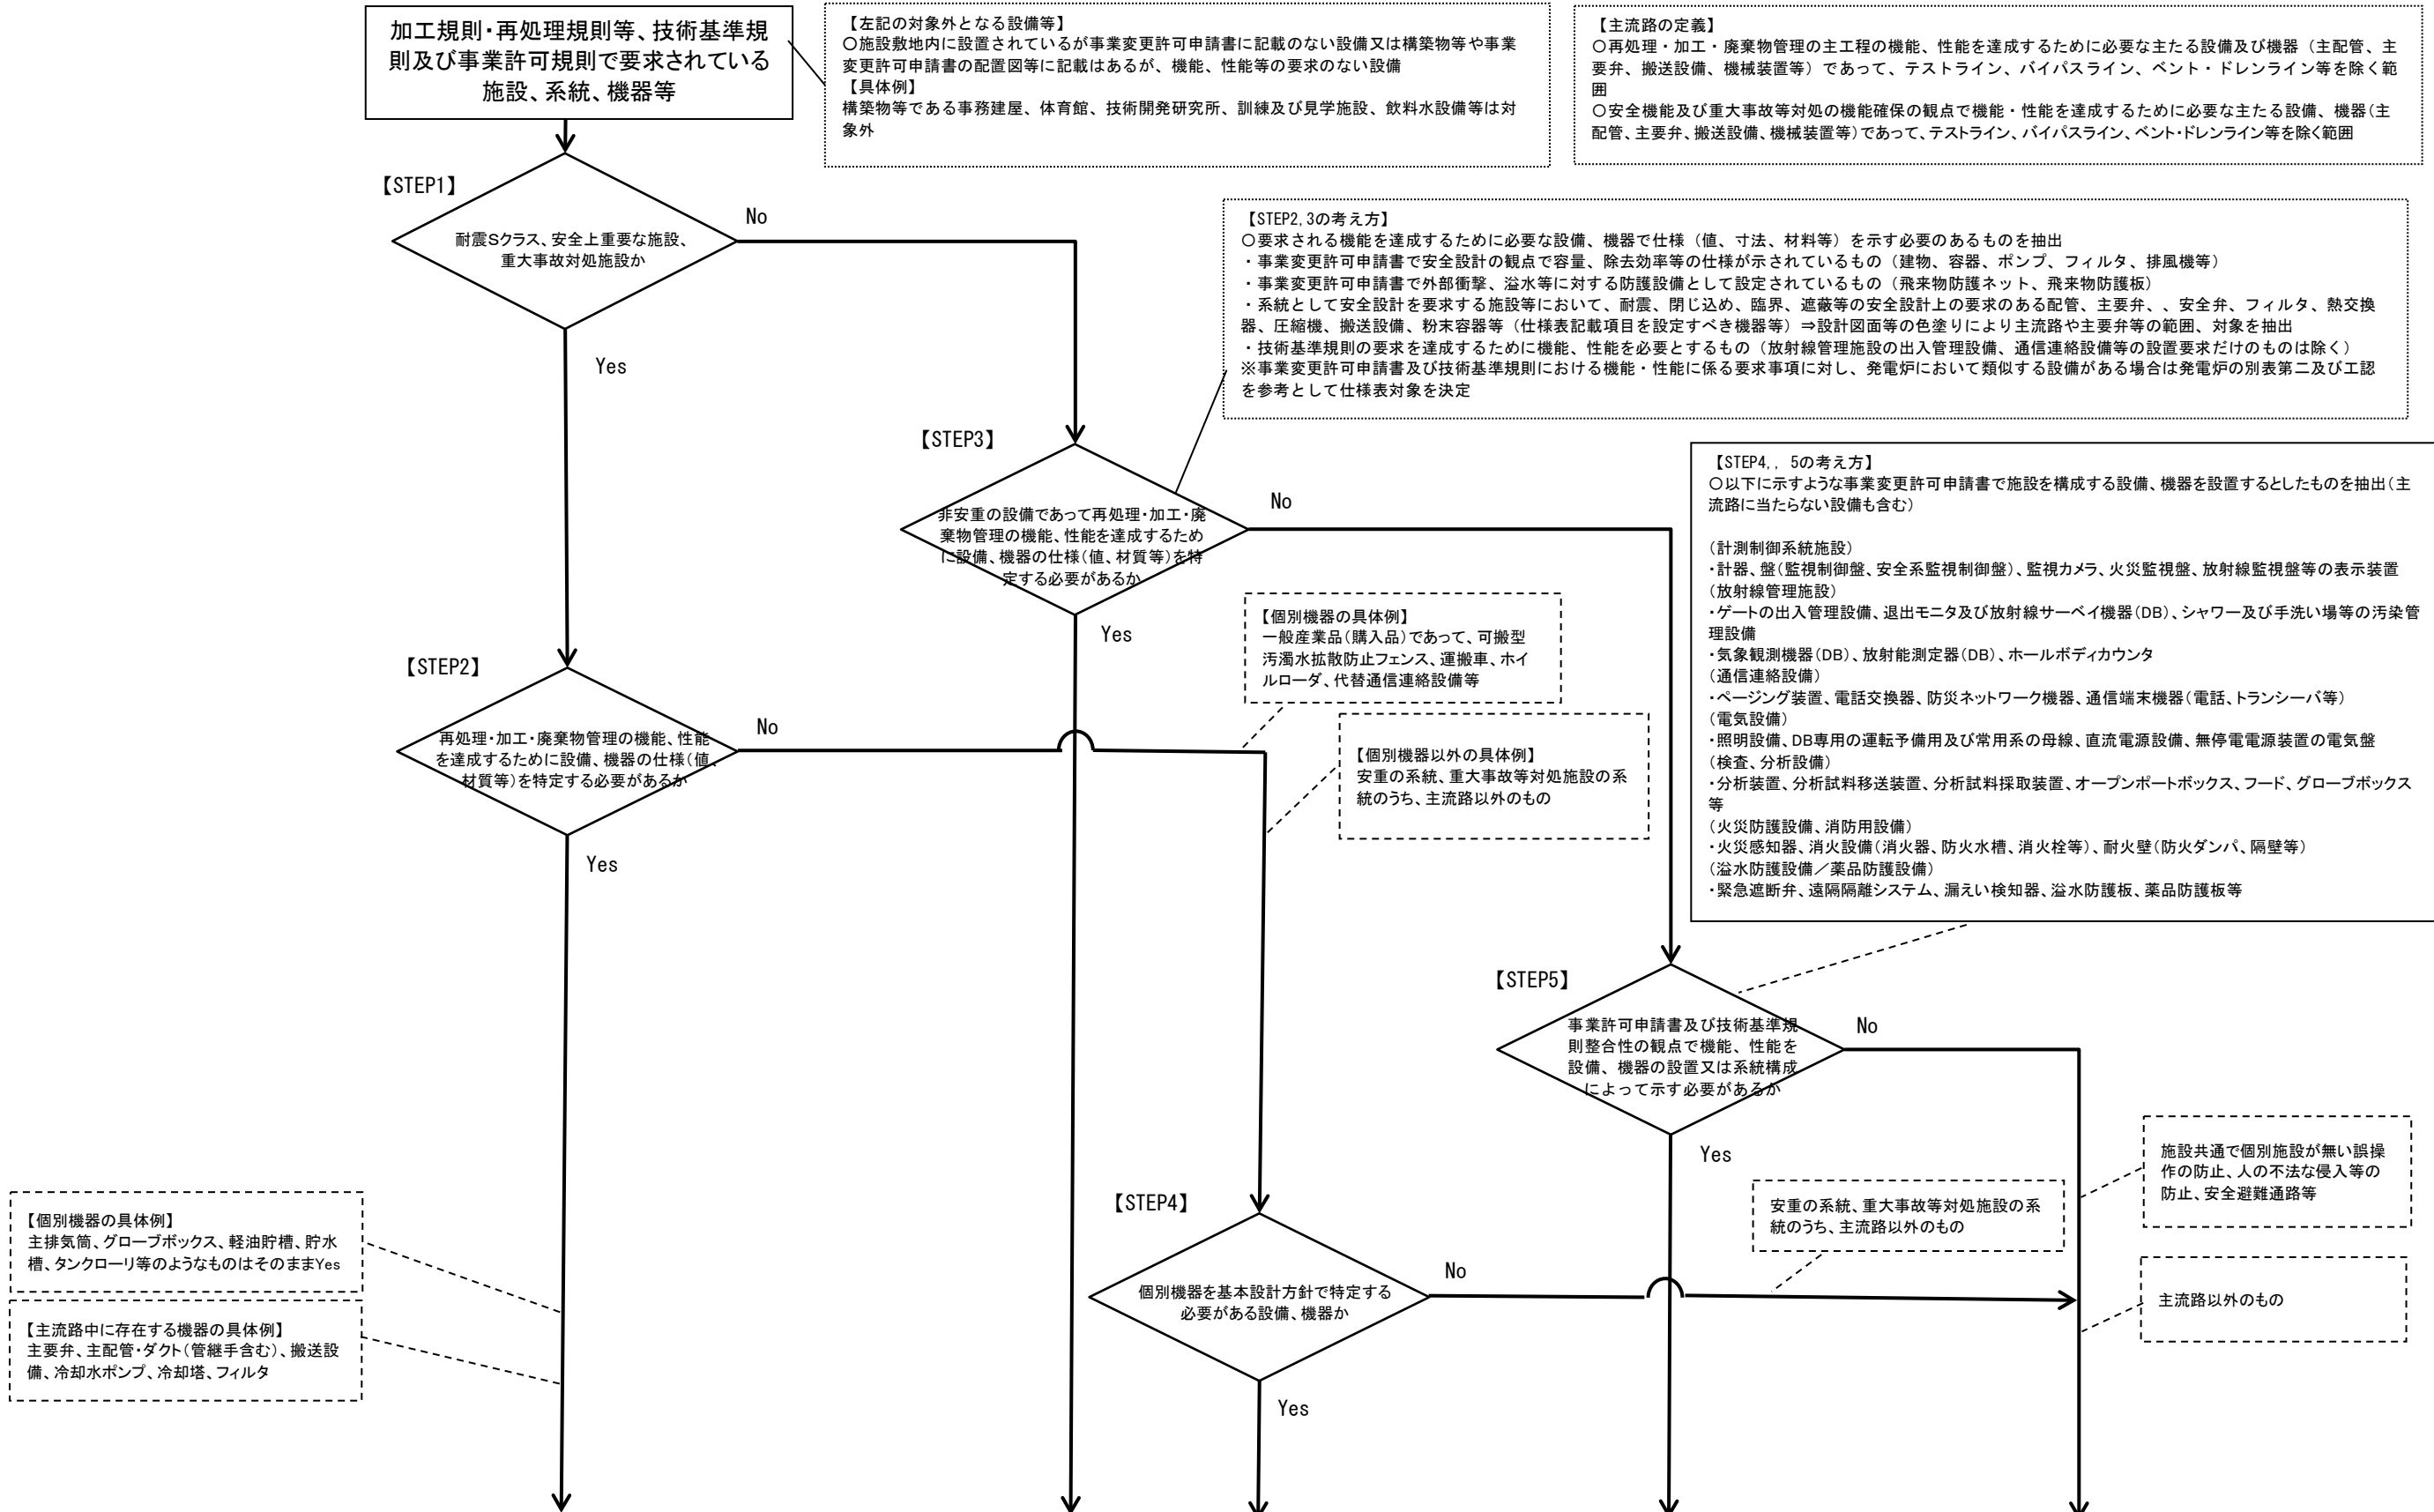 加工規則・再処理規則等、技術基準規
則及び事業許可規則で要求されている
施設、系統、機器等
【左記の対象外となる設備等】
〇施設敷地内に設置されているが事業変更許可申請書に記載のない設備又は構築物等や事業
変更許可申請書の配置図等に記載はあるが、機能、性能等の要求のない設備
【具体例】
構築物等である事務建屋、体育館、技術開発研究所、訓練及び見学施設、飲料水設備等は対
象外
【主流路の定義】
〇再処理・加工・廃棄物管理の主工程の機能、性能を達成するために必要な主たる設備及び機器（主配管、主
要弁、搬送設備、機械装置等）であって、テストライン、バイパスライン、ベント・ドレンライン等を除く範
囲
〇安全機能及び重大事故等対処の機能確保の観点で機能・性能を達成するために必要な主たる設備、機器(主
配管、主要弁、搬送設備、機械装置等)であって、テストライン、バイパスライン、ベント・ドレンライン等を除く範囲
【STEP1】
耐震Sクラス、安全上重要な施設、
重大事故対処施設か
No
Yes
【STEP2,3の考え方】
〇要求される機能を達成するために必要な設備、機器で仕様（値、寸法、材料等）を示す必要のあるものを抽出
・事業変更許可申請書で安全設計の観点で容量、除去効率等の仕様が示されているもの（建物、容器、ポンプ、フィルタ、排風機等）
・事業変更許可申請書で外部衝撃、溢水等に対する防護設備として設定されているもの（飛来物防護ネット、飛来物防護板）
・系統として安全設計を要求する施設等において、耐震、閉じ込め、臨界、遮蔽等の安全設計上の要求のある配管、主要弁、、安全弁、フィルタ、熱交換
器、圧縮機、搬送設備、粉末容器等（仕様表記載項目を設定すべき機器等）⇒設計図面等の色塗りにより主流路や主要弁等の範囲、対象を抽出
・技術基準規則の要求を達成するために機能、性能を必要とするもの（放射線管理施設の出入管理設備、通信連絡設備等の設置要求だけのものは除く）
※事業変更許可申請書及び技術基準規則における機能・性能に係る要求事項に対し、発電炉において類似する設備がある場合は発電炉の別表第二及び工認
を参考として仕様表対象を決定
【STEP3】
非安重の設備であって再処理・加工・廃
棄物管理の機能、性能を達成するため
に設備、機器の仕様(値、材質等)を特
定する必要があるか
No
Yes
【STEP4,, 5の考え方】
〇以下に示すような事業変更許可申請書で施設を構成する設備、機器を設置するとしたものを抽出(主
流路に当たらない設備も含む)
(計測制御系統施設)
・計器、盤(監視制御盤、安全系監視制御盤)、監視カメラ、火災監視盤、放射線監視盤等の表示装置
(放射線管理施設)
・ゲートの出入管理設備、退出モニタ及び放射線サーベイ機器(DB)、シャワー及び手洗い場等の汚染管
理設備
・気象観測機器(DB)、放射能測定器(DB)、ホールボディカウンタ
(通信連絡設備)
・ページング装置、電話交換器、防災ネットワーク機器、通信端末機器(電話、トランシーバ等)
(電気設備)
・照明設備、DB専用の運転予備用及び常用系の母線、直流電源設備、無停電電源装置の電気盤
(検査、分析設備)
・分析装置、分析試料移送装置、分析試料採取装置、オープンポートボックス、フード、グローブボックス
等
(火災防護設備、消防用設備)
・火災感知器、消火設備(消火器、防火水槽、消火栓等)、耐火壁(防火ダンパ、隔壁等)
(溢水防護設備／薬品防護設備)
・緊急遮断弁、遠隔隔離システム、漏えい検知器、溢水防護板、薬品防護板等
【個別機器の具体例】
一般産業品(購入品)であって、可搬型
汚濁水拡散防止フェンス、運搬車、ホイ
ルローダ、代替通信連絡設備等
【STEP2】
再処理・加工・廃棄物管理の機能、性能
を達成するために設備、機器の仕様(値、
材質等)を特定する必要があるか
No
Yes
【個別機器以外の具体例】
安重の系統、重大事故等対処施設の系
統のうち、主流路以外のもの
【STEP5】
事業許可申請書及び技術基準規
則整合性の観点で機能、性能を
設備、機器の設置又は系統構成
によって示す必要があるか
No
Yes
施設共通で個別施設が無い誤操
作の防止、人の不法な侵入等の
防止、安全避難通路等
安重の系統、重大事故等対処施設の系
統のうち、主流路以外のもの
【STEP4】
個別機器を基本設計方針で特定する
必要がある設備、機器か
No
Yes
主流路以外のもの
【個別機器の具体例】
主排気筒、グローブボックス、軽油貯槽、貯水
槽、タンクローリ等のようなものはそのままYes
【主流路中に存在する機器の具体例】
主要弁、主配管・ダクト(管継手含む)、搬送設
備、冷却水ポンプ、冷却塔、フィルタ